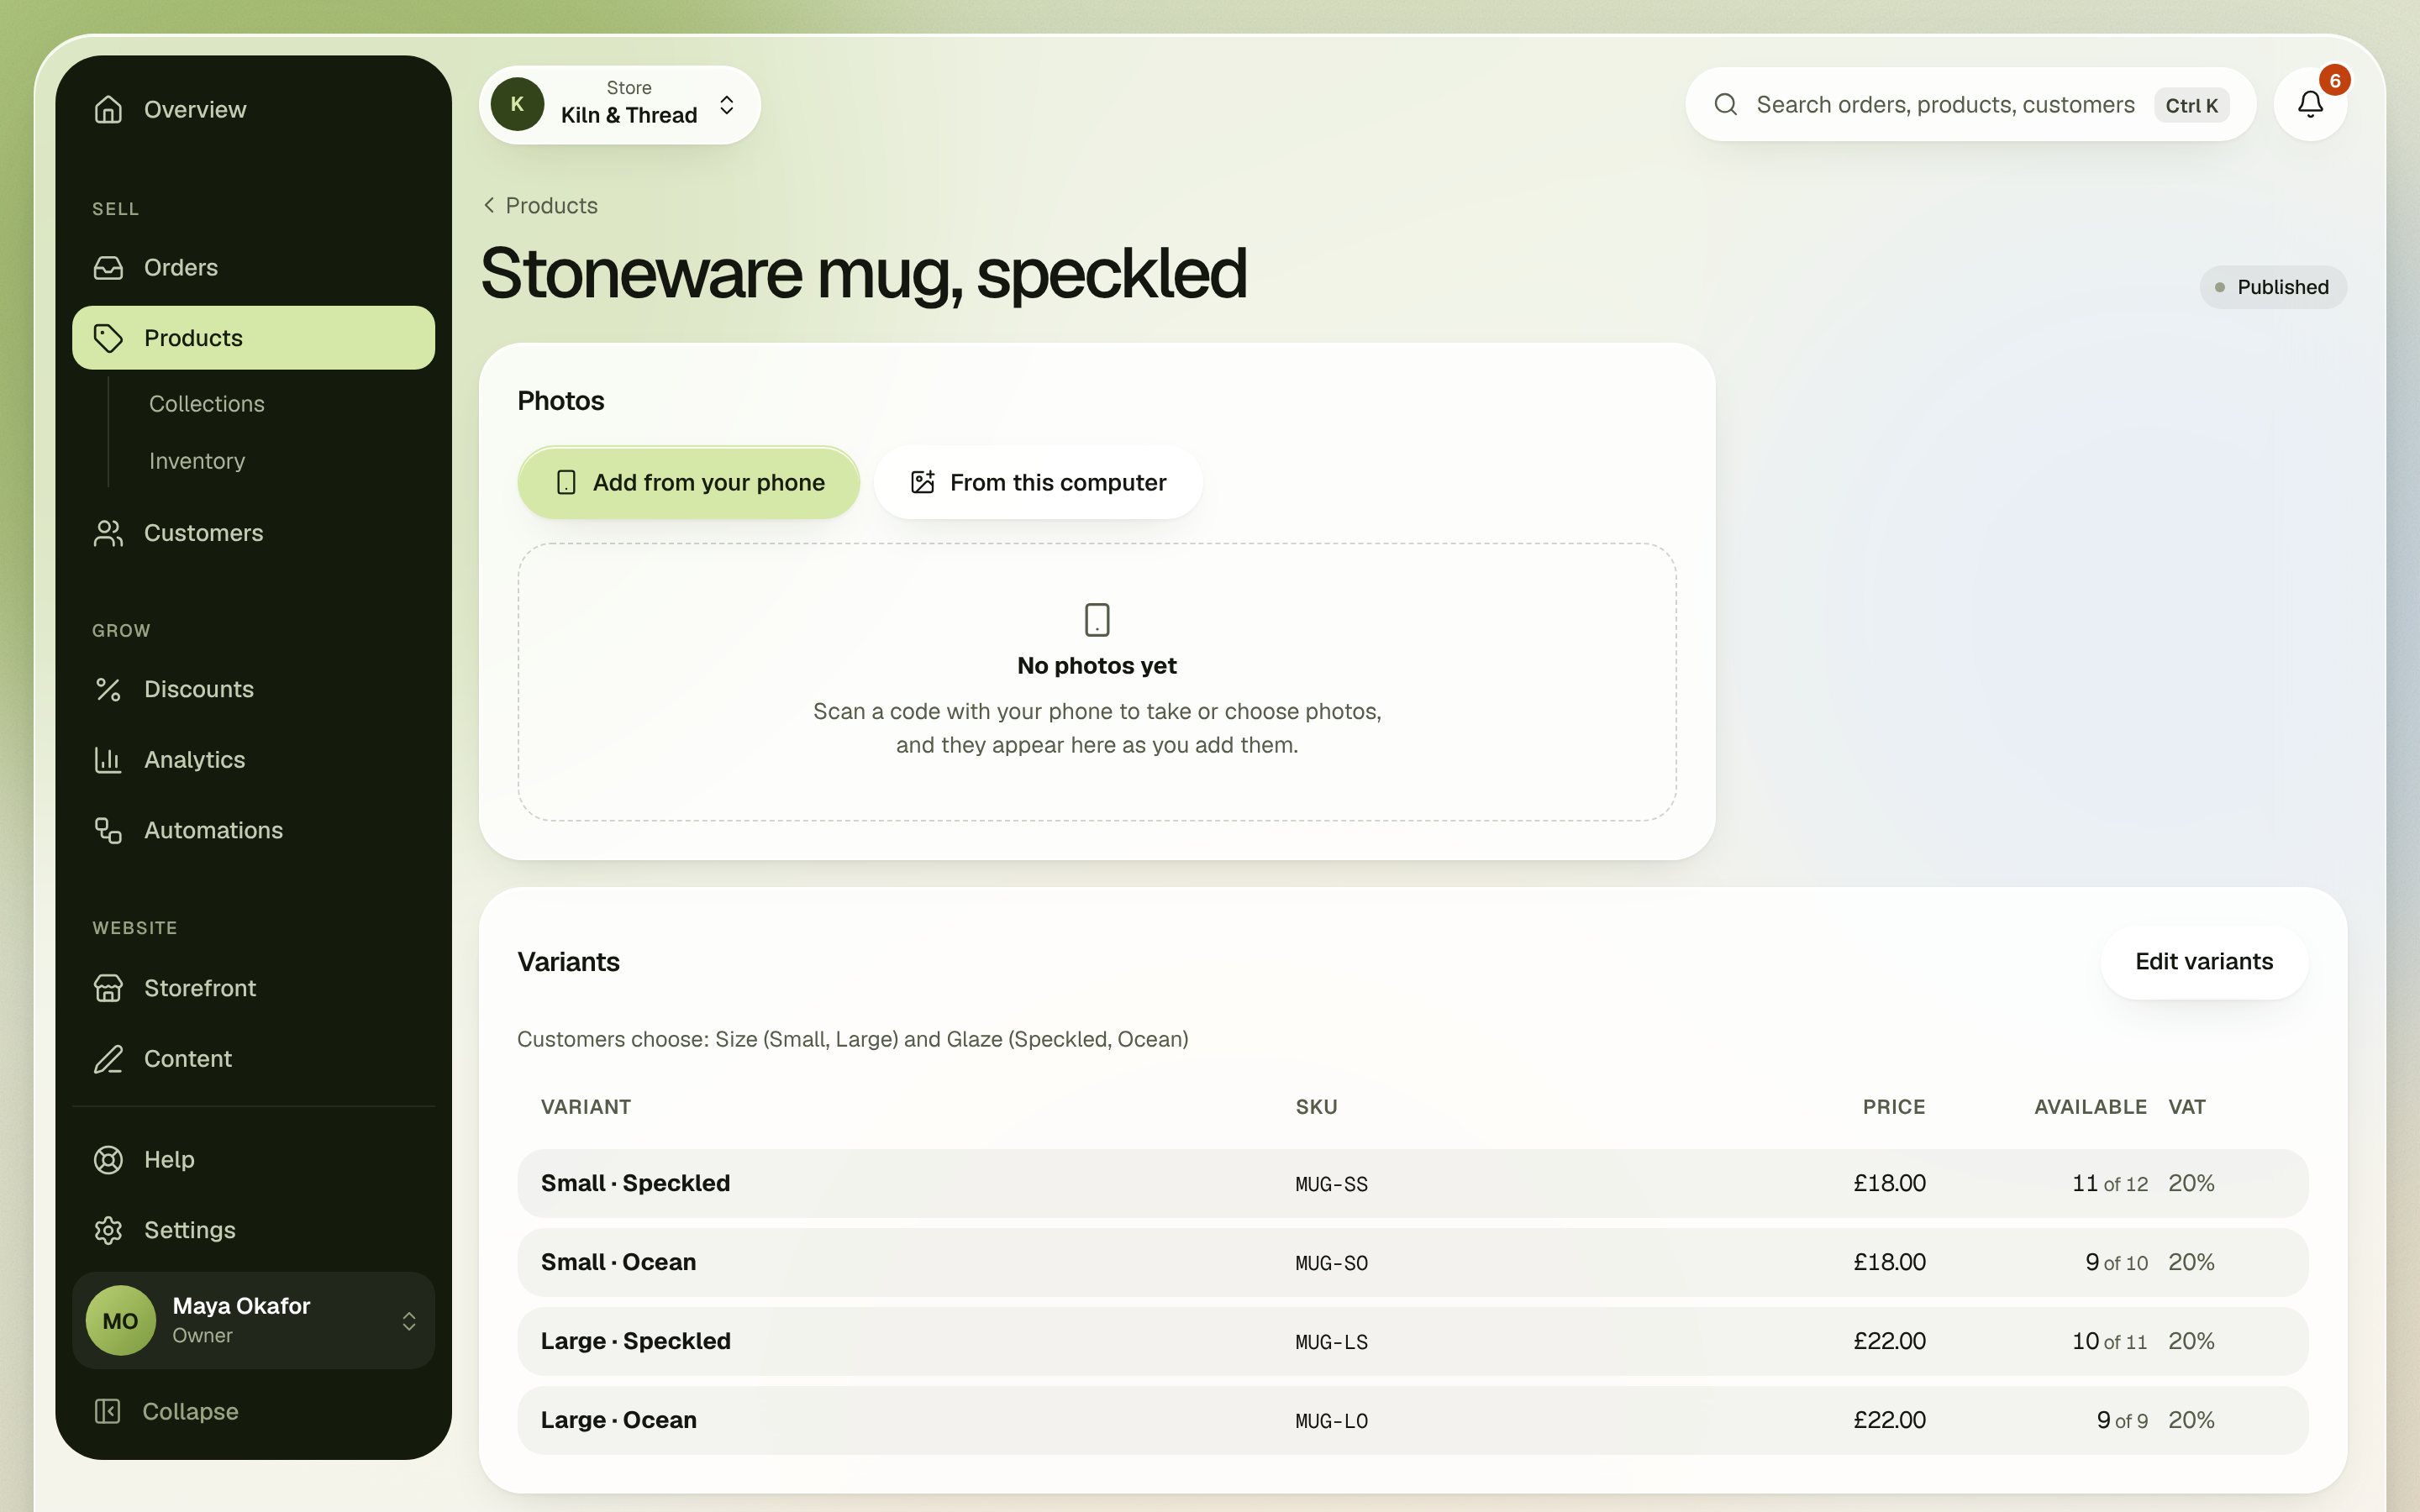 Overview
SELL
Orders
Products
Collections
Inventory
Customers
GROW
Discounts
Analytics
Automations
WEBSITE
Storefront
Content
Help
Settings
MO
Maya Okafor
Owner
Collapse
K
Store
Kiln & Thread
Search orders, products, customers
Ctrl K
6
Products
Stoneware mug, speckled
Published
Photos
Add from your phone
From this computer
No photos yet
Scan a code with your phone to take or choose photos,
and they appear here as you add them.
Variants
Edit variants
Customers choose: Size (Small, Large) and Glaze (Speckled, Ocean)
VARIANT SKU PRICE AVAILABLE VAT
Small · Speckled MUG-SS £18.00 11 of 12 20%
Small · Ocean MUG-SO £18.00 9 of 10 20%
Large · Speckled MUG-LS £22.00 10 of 11 20%
Large · Ocean MUG-LO £22.00 9 of 9 20%